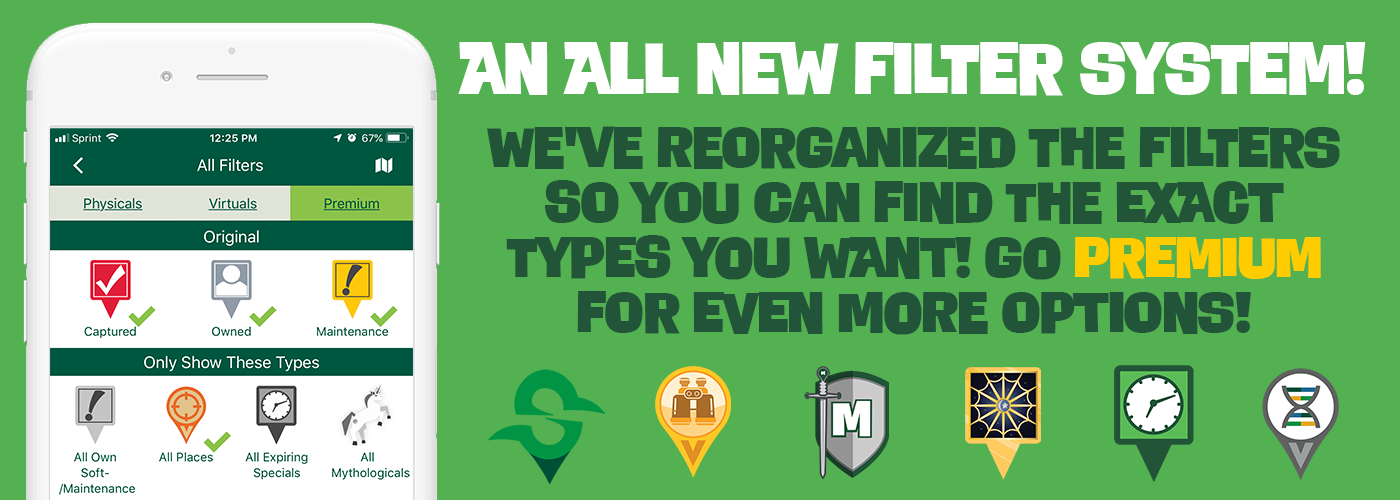 Sprint 12:25 PM 67%
All Filters
Physicals Virtuals Premium
Original
Captured Owned Maintenance
Only Show These Types
All Own Soft-/Maintenance
All Places
All Expiring Specials
All Mythologicals
AN ALL NEW FILTER SYSTEM!
WE'VE REORGANIZED THE FILTERS
SO YOU CAN FIND THE EXACT
TYPES YOU WANT! GO PREMIUM
FOR EVEN MORE OPTIONS!
M